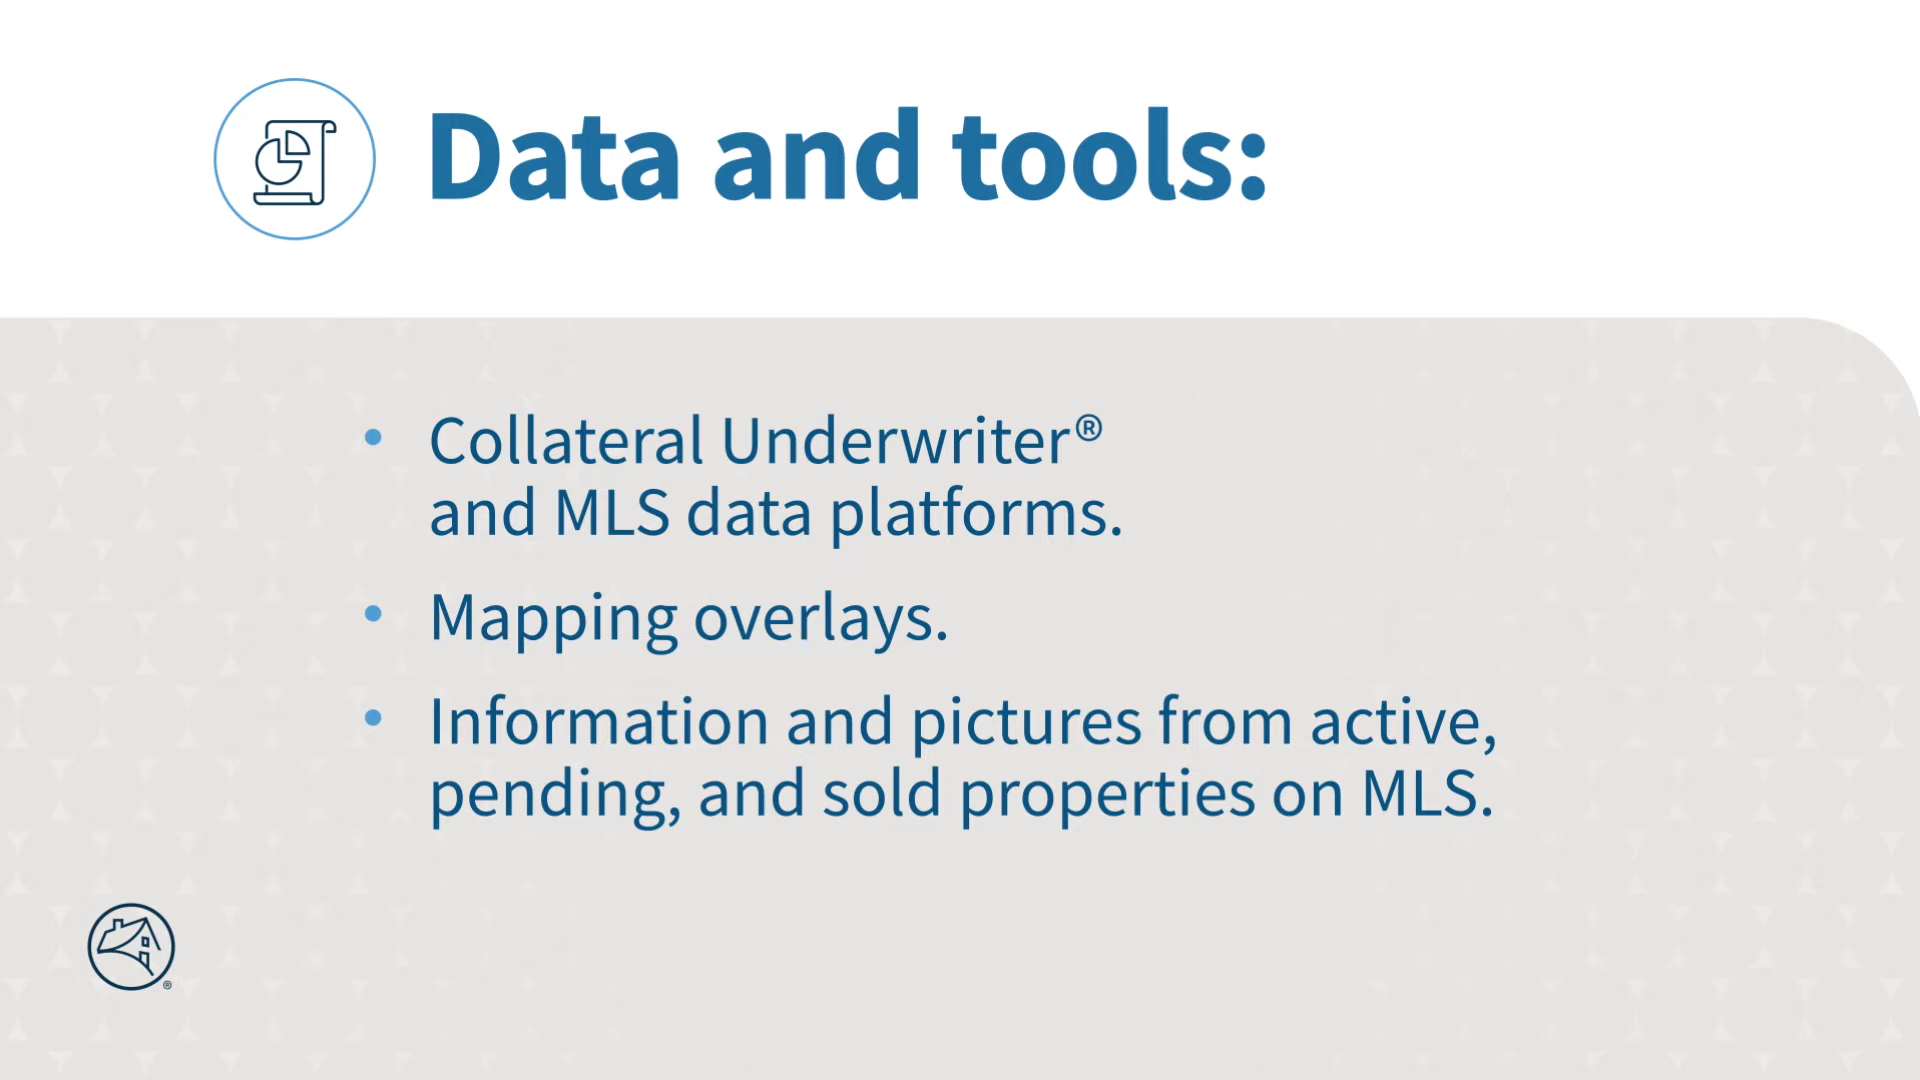 Data and tools:
• Collateral Underwriter®
and MLS data platforms.
• Mapping overlays.
• Information and pictures from active,
pending, and sold properties on MLS.
®